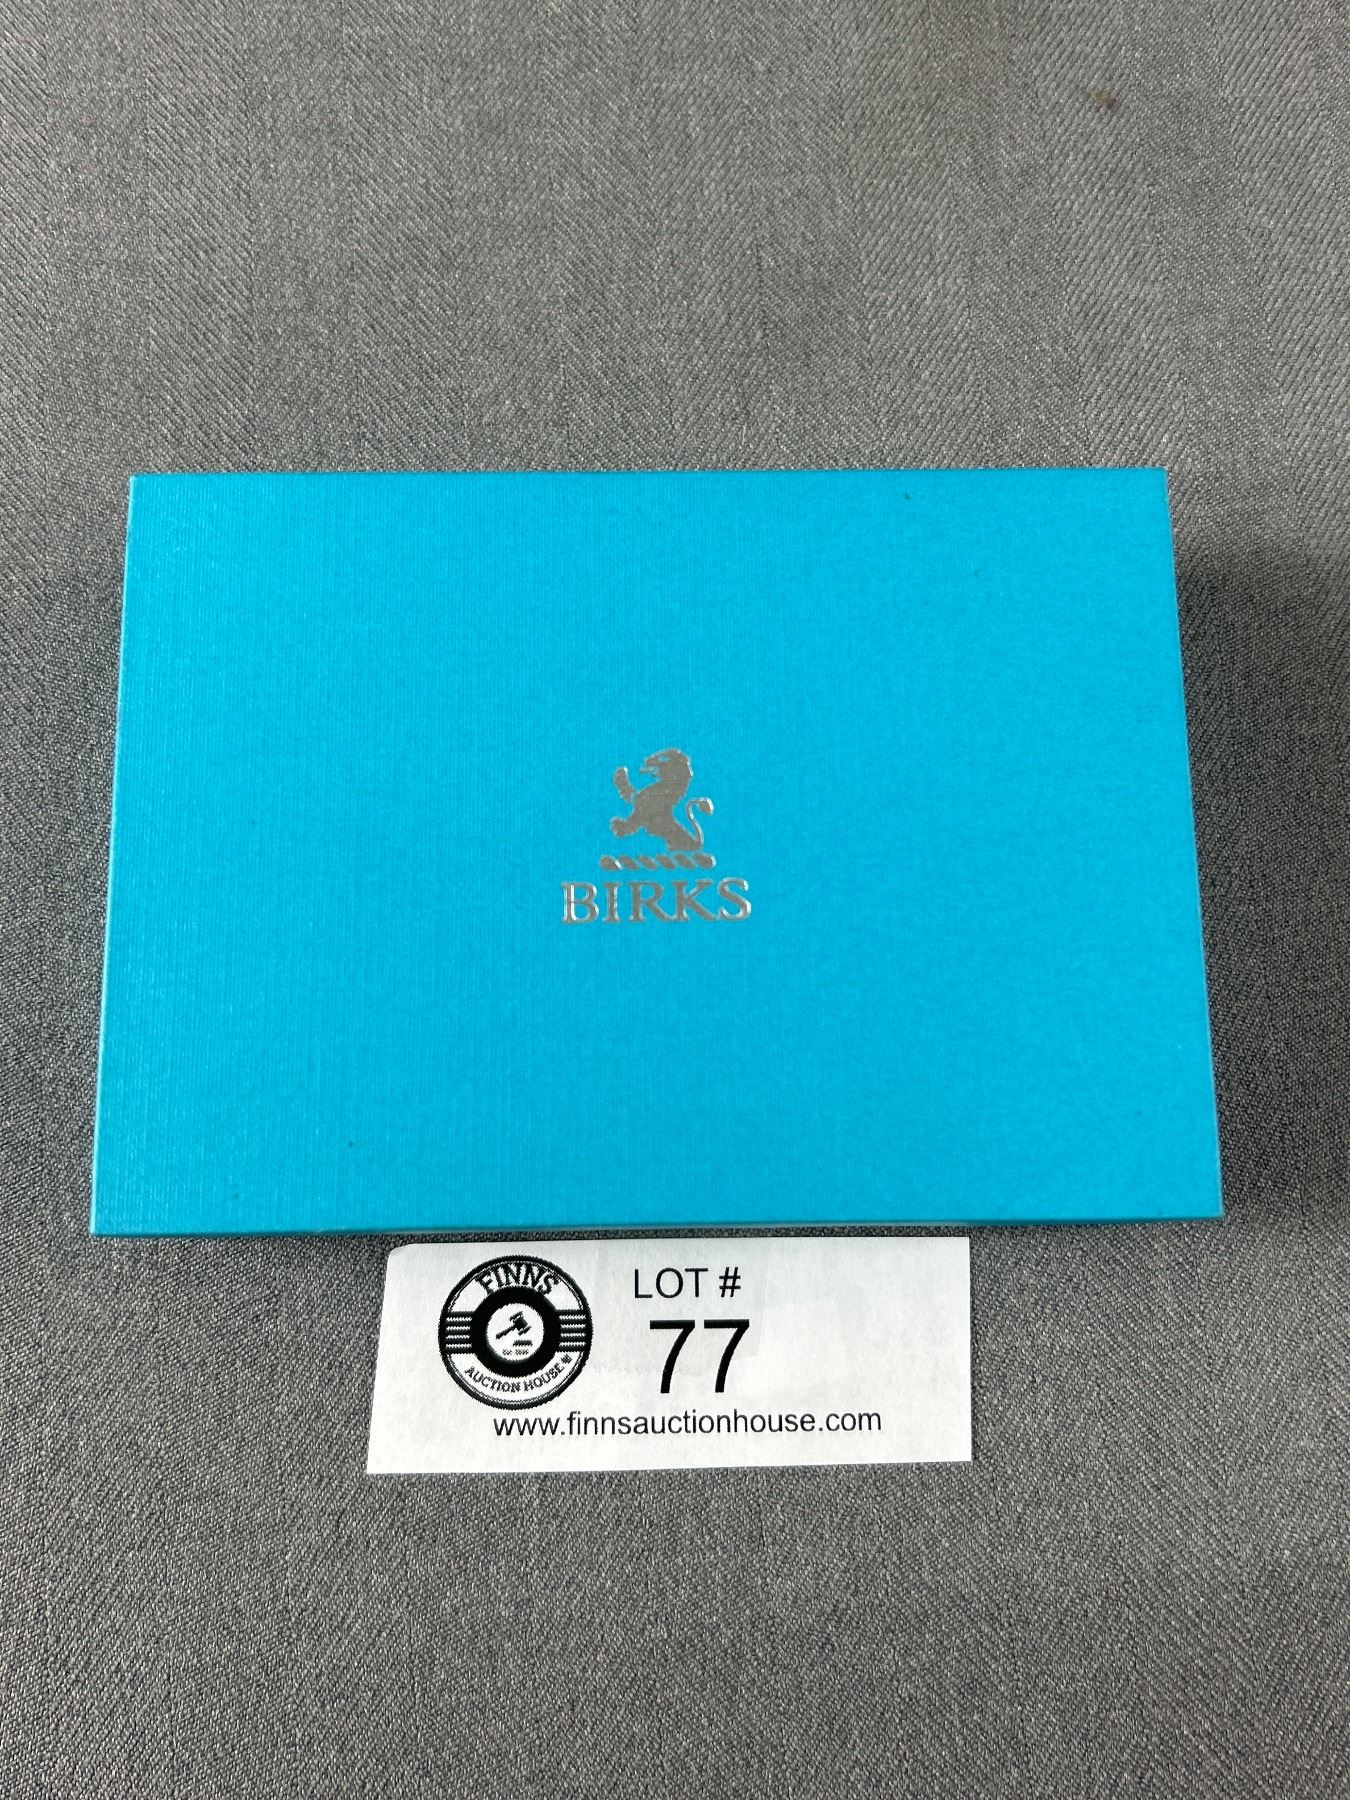 BIRKS
FINNS
AUCTION HOUSE
LOT #
77
www.finnsauctionhouse.com